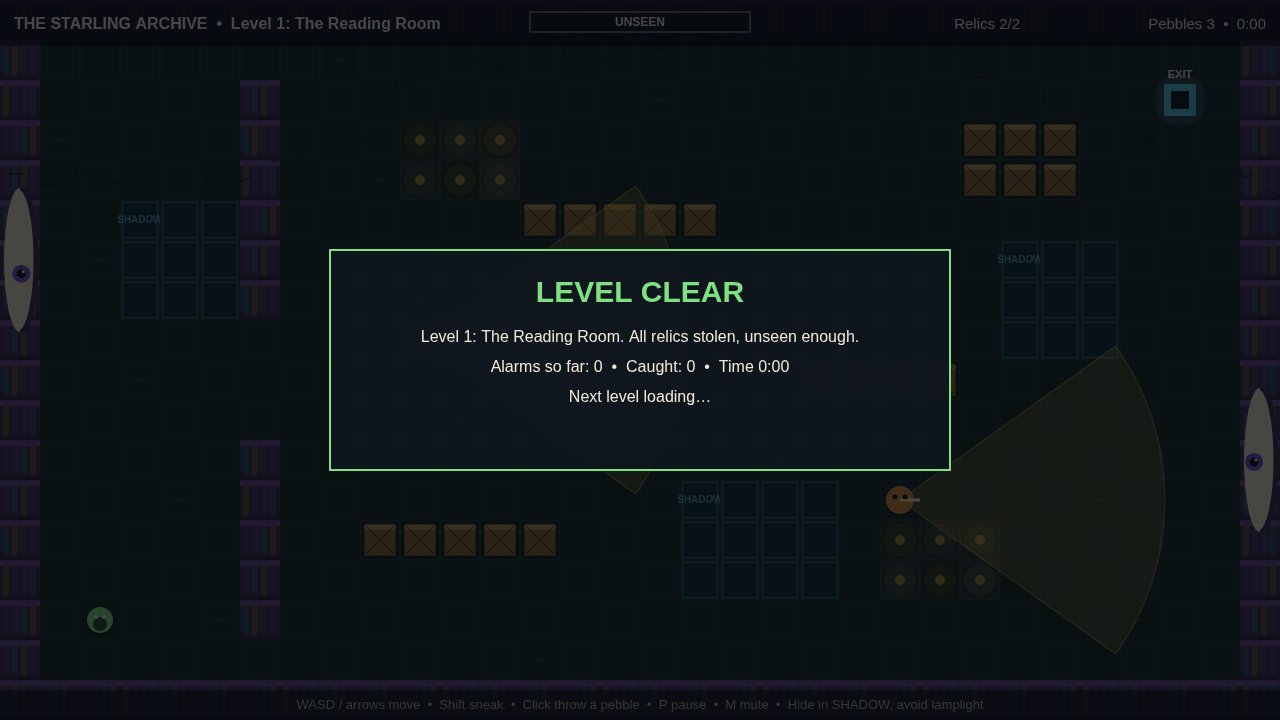 THE STARLING ARCHIVE • Level 1: The Reading Room
UNSEEN
Relics 2/2
Pebbles 3 • 0:00
EXIT
SHADOW
SHADOW
LEVEL CLEAR
Level 1: The Reading Room. All relics stolen, unseen enough.
Alarms so far: 0 • Caught: 0 • Time 0:00
Next level loading…
SHADOW
WASD / arrows move • Shift sneak • Click throw a pebble • P pause • M mute • Hide in SHADOW, avoid lamplight